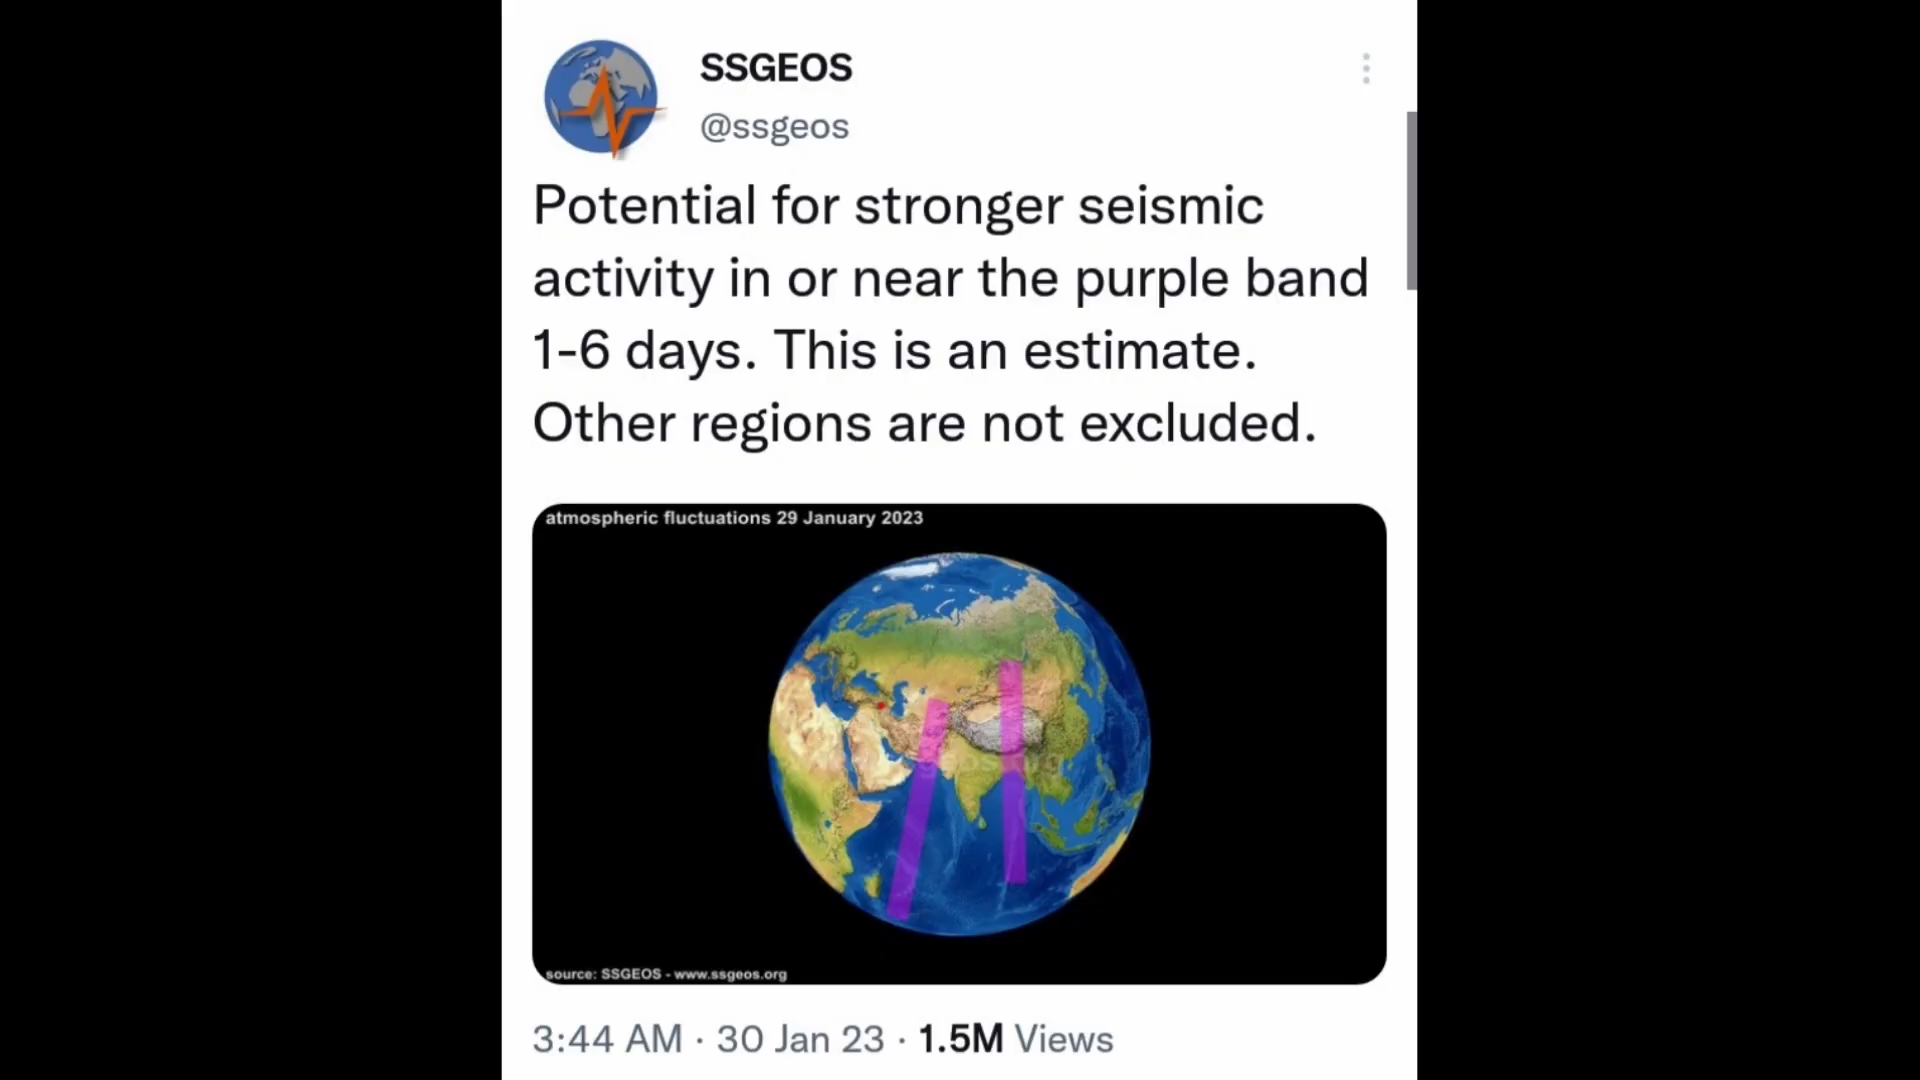 SSGEOS
@ssgeos
Potential for stronger seismic
activity in or near the purple band
1-6 days. This is an estimate.
Other regions are not excluded.
atmospheric fluctuations 29 January 2023
source: SSGEOS - www.ssgeos.org
3:44 AM · 30 Jan 23 · 1.5M Views